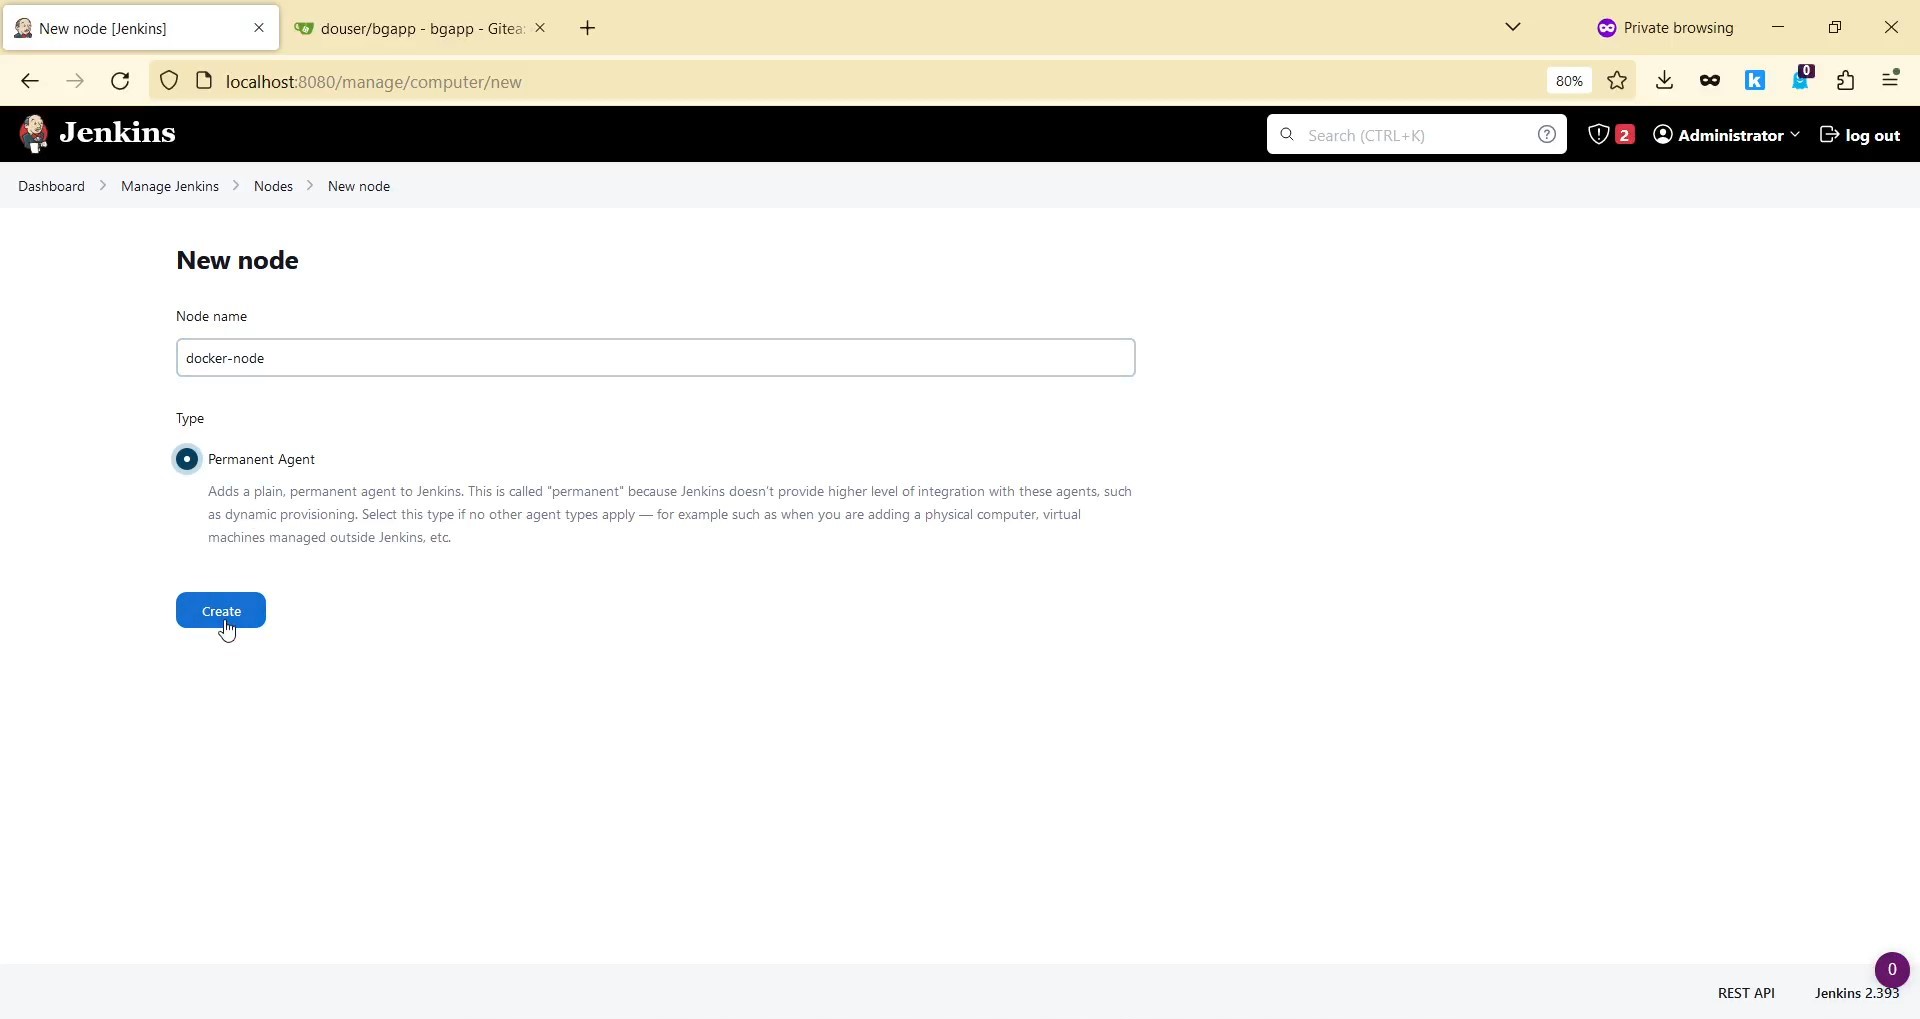 New node [Jenkins]
douser/bgapp - bgapp - Gitea:
Private browsing
localhost:8080/manage/computer/new
80%
k
0
Jenkins
Search (CTRL+K)
2
Administrator
log out
Dashboard
Manage Jenkins
Nodes
New node
New node
Node name
docker-node
Type
Permanent Agent
Adds a plain, permanent agent to Jenkins. This is called "permanent" because Jenkins doesn't provide higher level of integration with these agents, such
as dynamic provisioning. Select this type if no other agent types apply — for example such as when you are adding a physical computer, virtual
machines managed outside Jenkins, etc.
Create
0
REST API
Jenkins 2.393